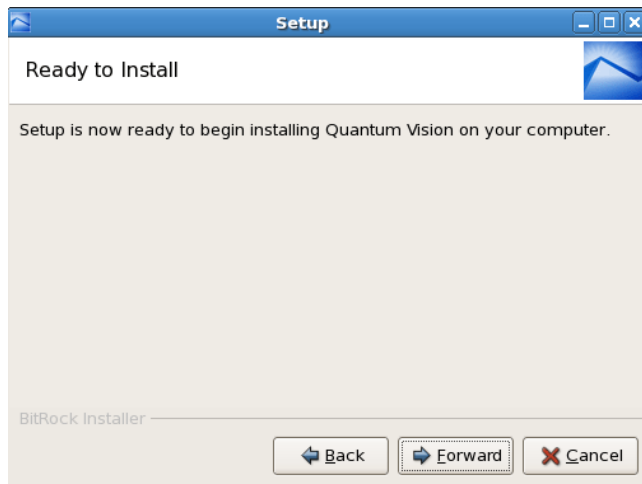 Setup
Ready to Install
Setup is now ready to begin installing Quantum Vision on your computer.
BitRock Installer
Back
Forward
Cancel